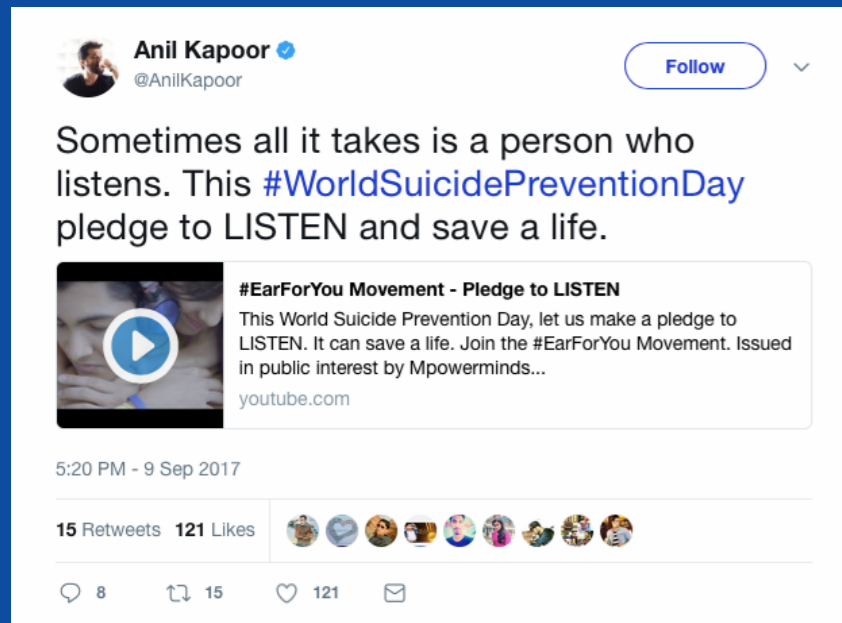 Anil Kapoor
@AnilKapoor
Follow
Sometimes all it takes is a person who
listens. This #WorldSuicidePreventionDay
pledge to LISTEN and save a life.
#EarForYou Movement - Pledge to LISTEN
This World Suicide Prevention Day, let us make a pledge to
LISTEN. It can save a life. Join the #EarForYou Movement. Issued
in public interest by Mpowerminds...
youtube.com
5:20 PM - 9 Sep 2017
15 Retweets 121 Likes
8 15 121